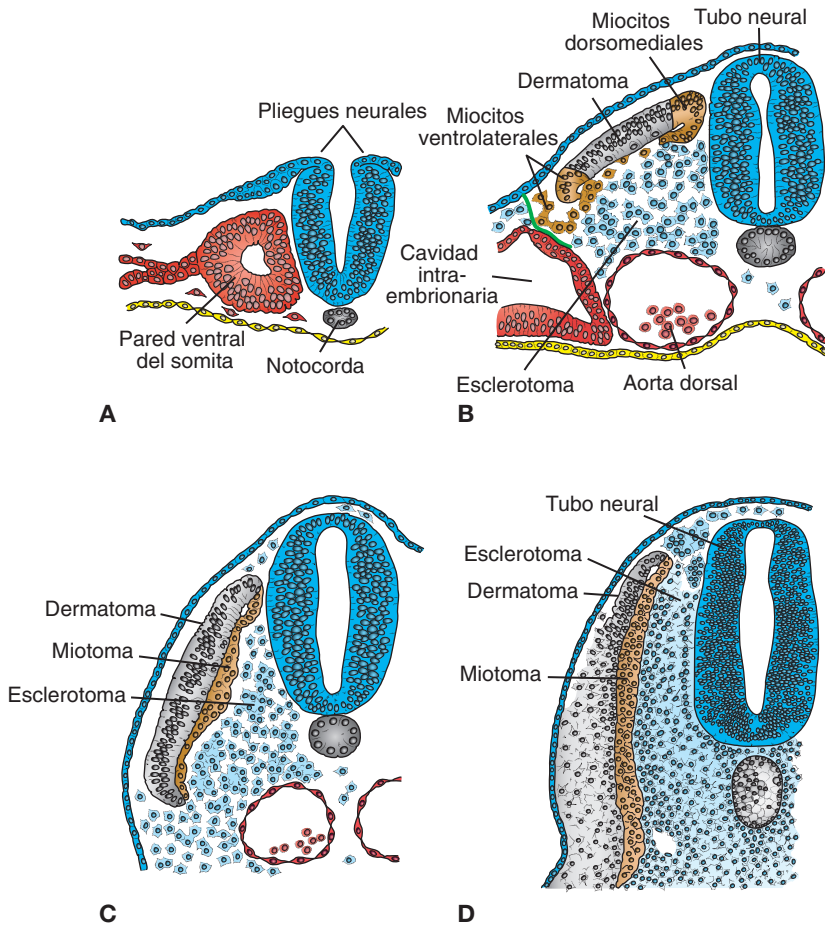 Pliegues neurales
Pared ventral
del somita
Notocorda
A
Miocitos
dorsomediales
Tubo neural
Dermatoma
Miocitos
ventrolaterales
Cavidad
intra-
embrionaria
Esclerotoma
Aorta dorsal
B
Dermatoma
Miotoma
Esclerotoma
C
Tubo neural
Esclerotoma
Dermatoma
Miotoma
D